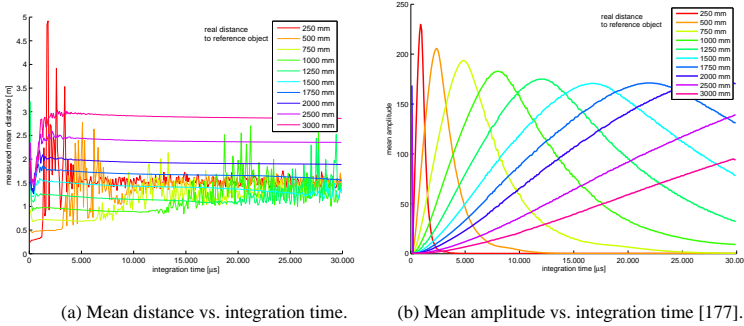 real distance
to reference object
250 mm
500 mm
750 mm
1000 mm
1250 mm
1500 mm
1750 mm
2000 mm
2500 mm
3000 mm
measured mean distance [m]
5
4.5
4
3.5
3
2.5
2
1.5
1
0.5
0
0
5.000
10.000
15.000
20.000
25.000
30.000
integration time [µs]
(a) Mean distance vs. integration time.
real distance
to reference object
250 mm
500 mm
750 mm
1000 mm
1250 mm
1500 mm
1750 mm
2000 mm
2500 mm
3000 mm
mean amplitude
250
200
150
100
50
0
0
5.000
10.000
15.000
20.000
25.000
30.000
integration time [µs]
(b) Mean amplitude vs. integration time [177].